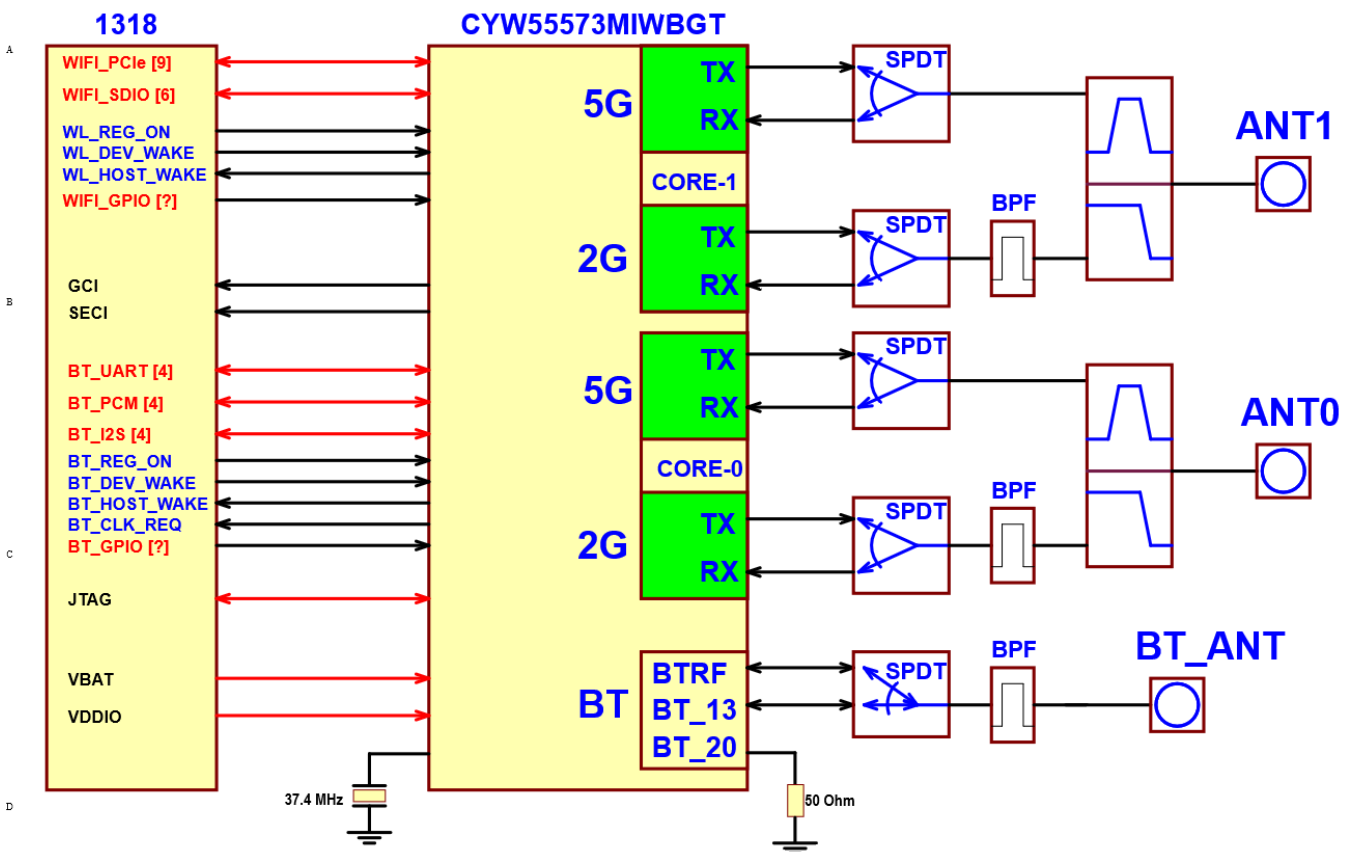 1318
CYW55573MIWBGT
A
WIFI_PCIe [9]
WIFI_SDIO [6]
WL_REG_ON
WL_DEV_WAKE
WL_HOST_WAKE
WIFI_GPIO [?]
GCI
B
SECI
BT_UART [4]
BT_PCM [4]
BT_I2S [4]
BT_REG_ON
BT_DEV_WAKE
BT_HOST_WAKE
BT_CLK_REQ
BT_GPIO [?]
C
JTAG
VBAT
VDDIO
37.4 MHz
D
5G
TX
RX
CORE-1
2G
TX
RX
5G
TX
RX
CORE-0
2G
TX
RX
BT
BTRF
BT_13
BT_20
50 Ohm
SPDT
SPDT
BPF
ANT1
SPDT
SPDT
BPF
ANT0
SPDT
BPF
BT_ANT